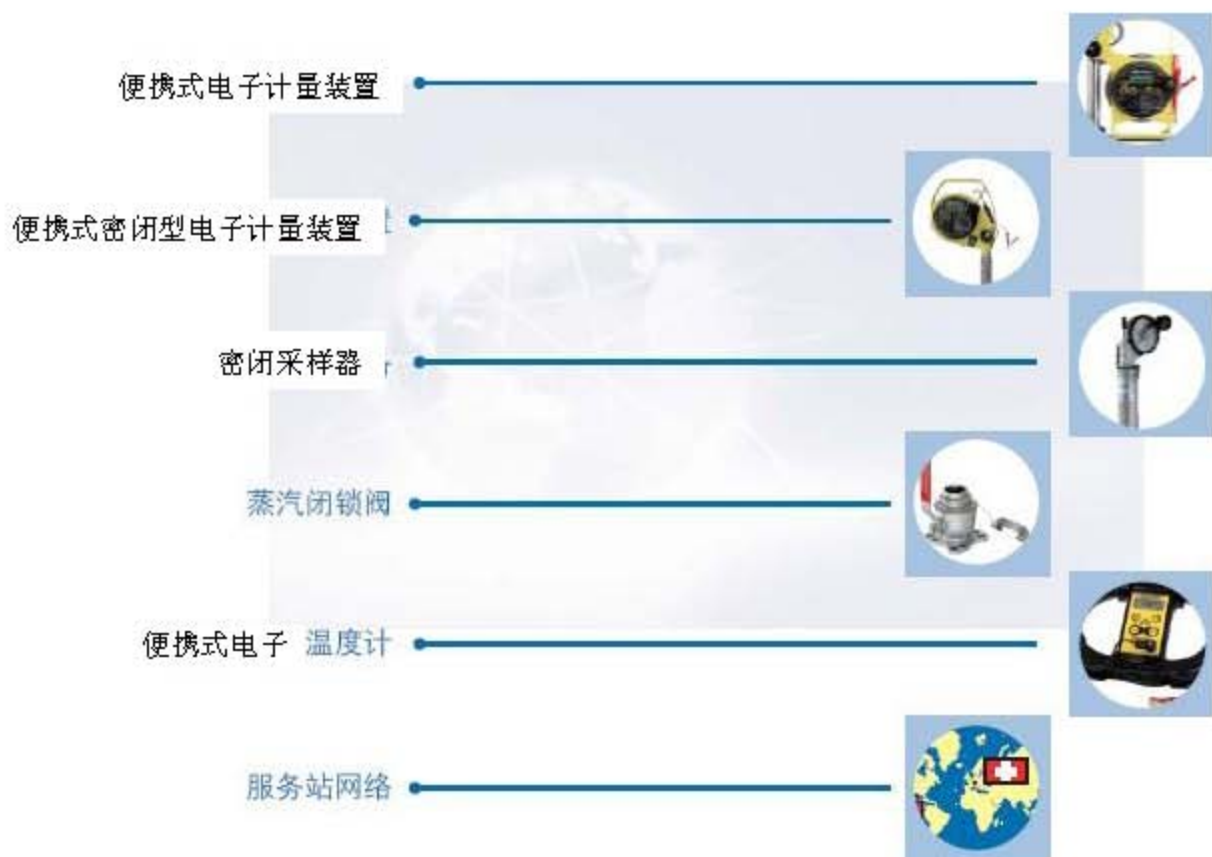 便携式电子计量装置
便携式密闭型电子计量装置
密闭采样器
蒸汽闭锁阀
便携式电子 温度计
服务站网络